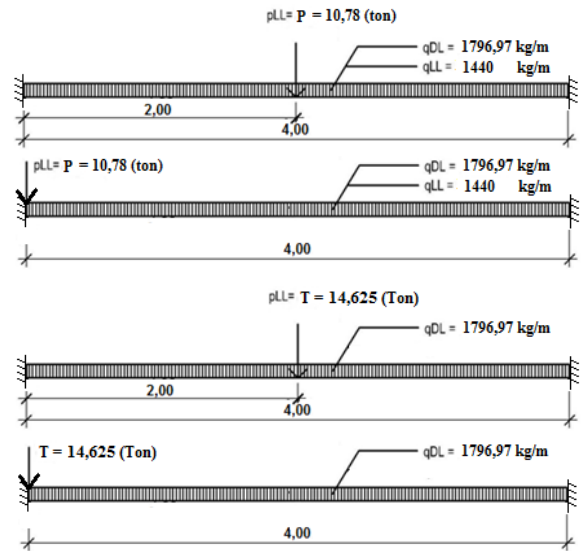 pLL= P = 10,78 (ton)
qDL = 1796,97 kg/m
qLL = 1440 kg/m
2,00
4,00
pLL= P = 10,78 (ton)
qDL = 1796,97 kg/m
qLL = 1440 kg/m
4,00
pLL= T = 14,625 (Ton)
qDL = 1796,97 kg/m
2,00
4,00
T = 14,625 (Ton)
qDL = 1796,97 kg/m
4,00